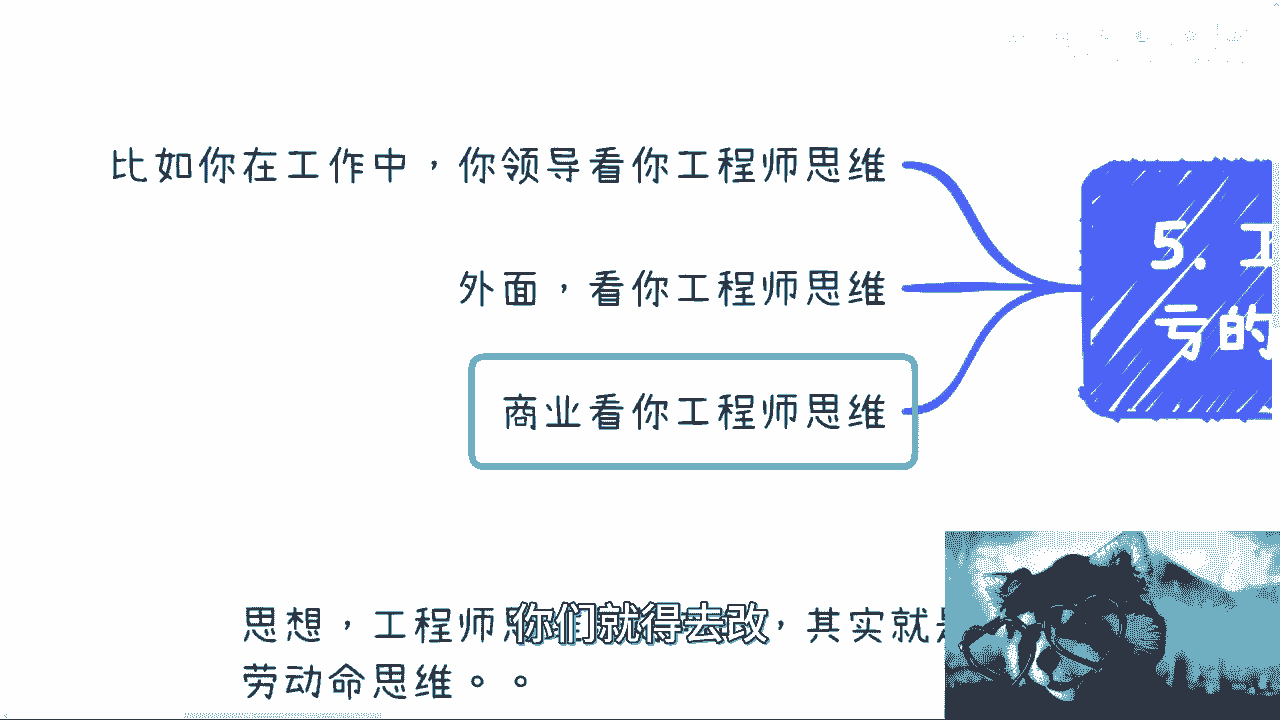 比如你在工作中，你领导看你工程师思维
外面，看你工程师思维
商业看你工程师思维
5. 工
亏的
思想，工程师思
，其实就是
劳动命思维。。
你们就得去改